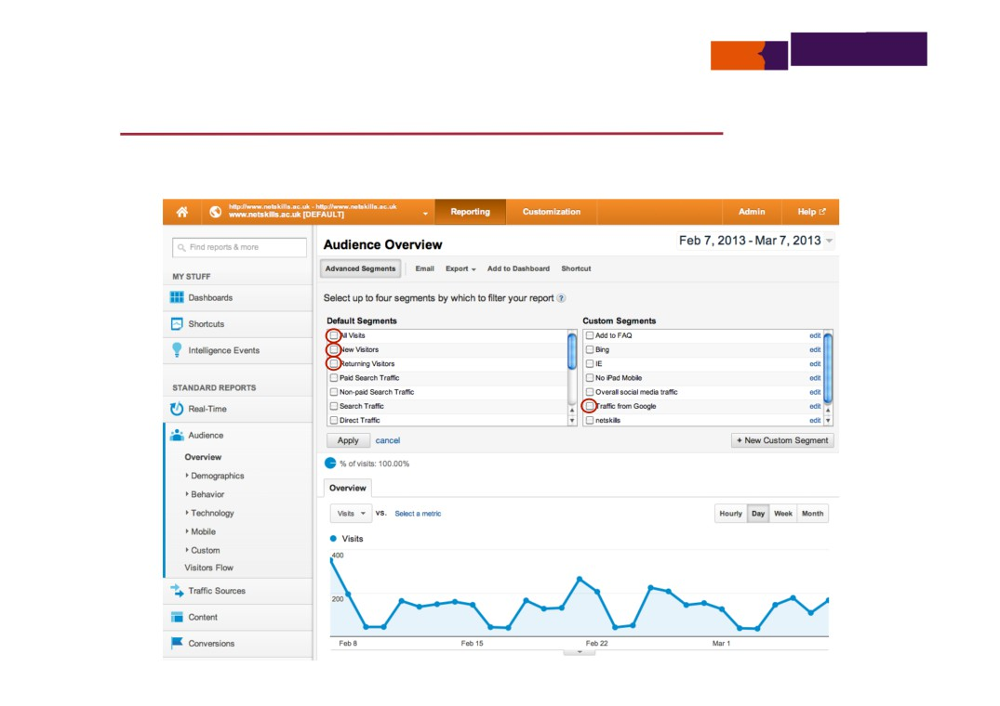 http://www.netskills.ac.uk - http://www.netskills.ac.uk
www.netskills.ac.uk [DEFAULT]
Reporting
Customization
Admin
Help
Find reports & more
MY STUFF
Dashboards
Shortcuts
Intelligence Events
STANDARD REPORTS
Real-Time
Audience
Overview
Demographics
Behavior
Technology
Mobile
Custom
Visitors Flow
Traffic Sources
Content
Conversions
Audience Overview
Feb 7, 2013 - Mar 7, 2013
Advanced Segments
Email
Export
Add to Dashboard
Shortcut
Select up to four segments by which to filter your report ?
Default Segments
All Visits
New Visitors
Returning Visitors
Paid Search Traffic
Non-paid Search Traffic
Search Traffic
Direct Traffic
Custom Segments
Add to FAQ edit
Bing edit
IE edit
No iPad Mobile edit
Overall social media traffic edit
Traffic from Google edit
netskills edit
Apply
cancel
+ New Custom Segment
% of visits: 100.00%
Overview
Visits
VS.
Select a metric
Hourly
Day
Week
Month
Visits
400
200
Feb 8
Feb 15
Feb 22
Mar 1